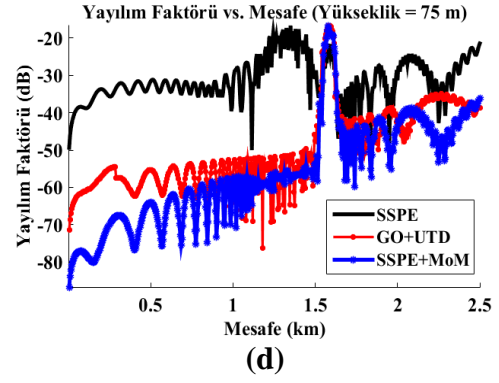 Yayılım Faktörü vs. Mesafe (Yükseklik = 75 m)
Yayılım Faktörü (dB)
-20
-30
-40
-50
-60
-70
-80
SSPE
GO+UTD
SSPE+MoM
0.5
1
1.5
2
2.5
Mesafe (km)
(d)